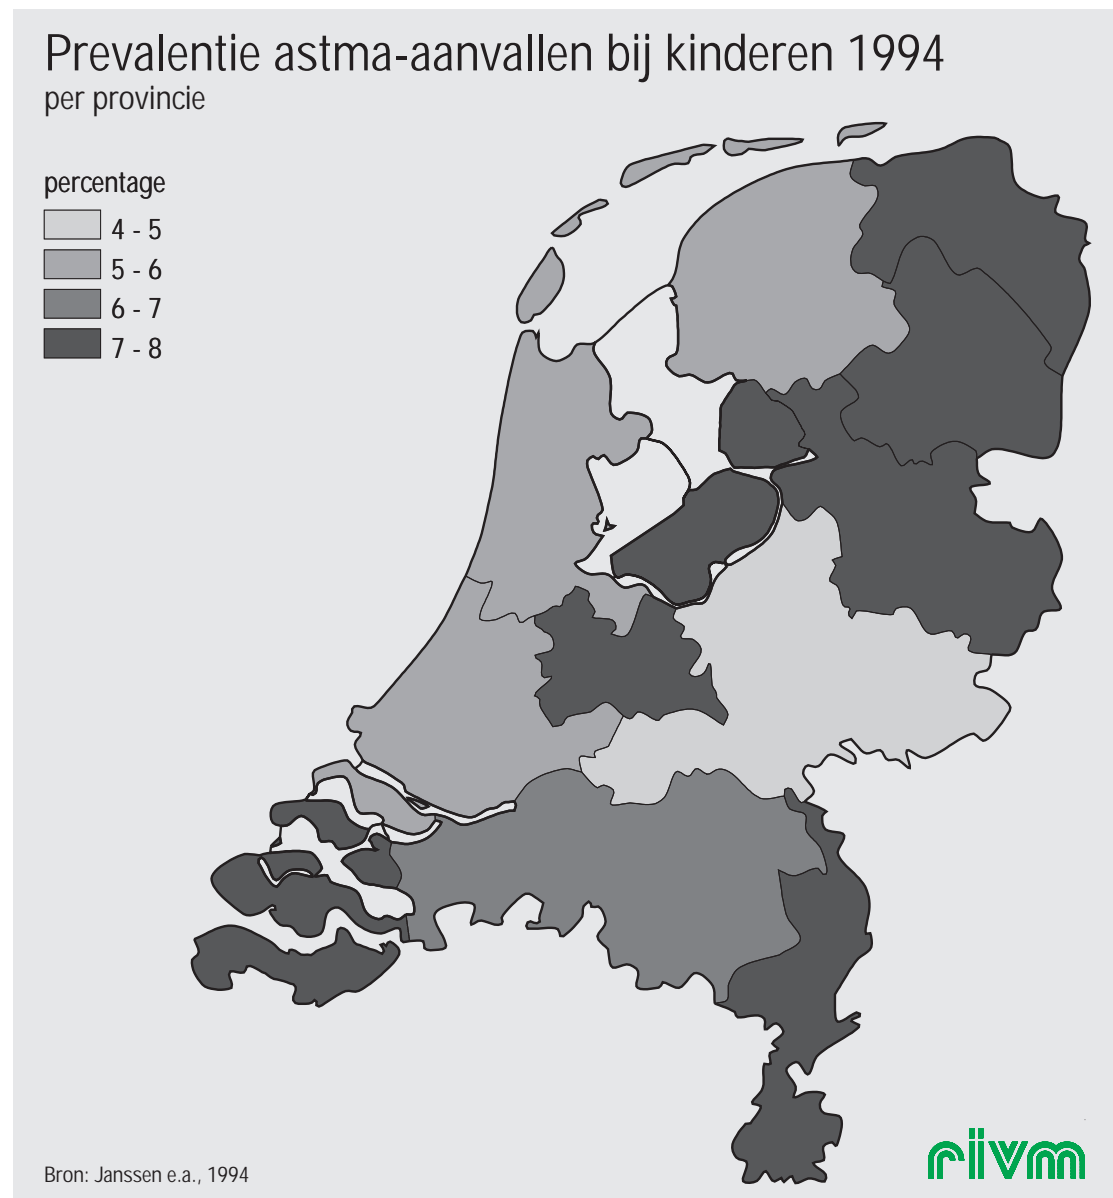 Prevalentie astma-aanvallen bij kinderen 1994
per provincie
percentage
4 - 5
5 - 6
6 - 7
7 - 8
Bron: Janssen e.a., 1994
rivm